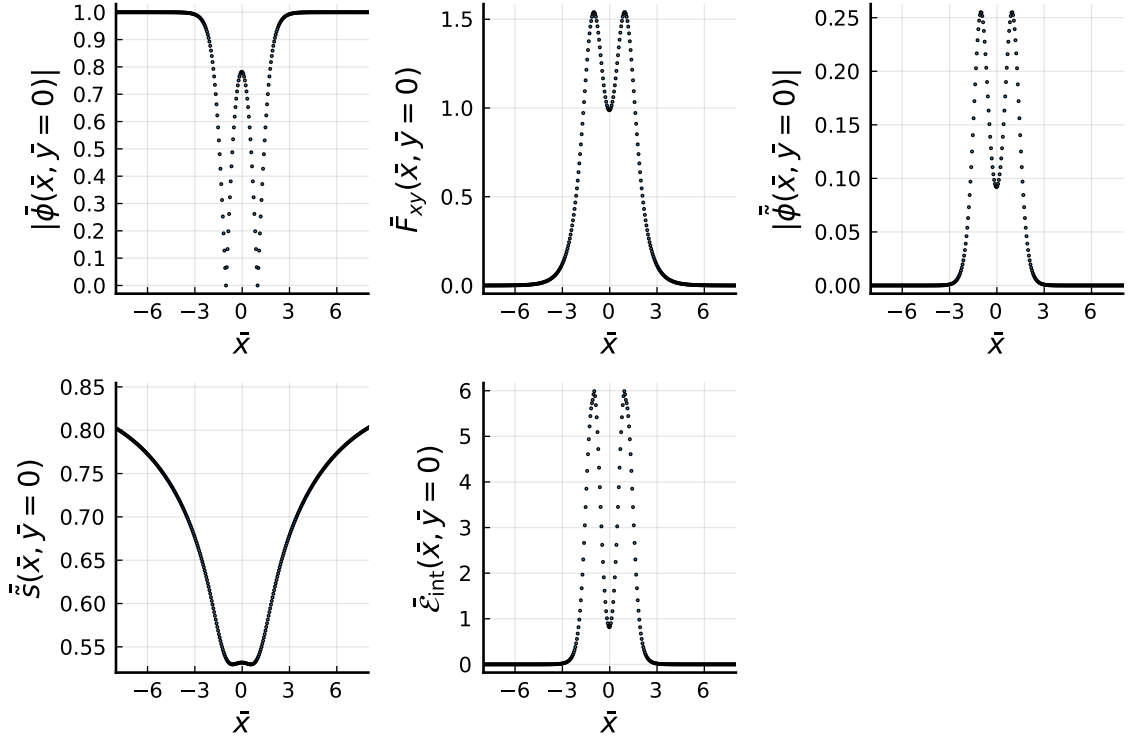 |ϕ̄(x̄, ȳ = 0)|
1.0
0.9
0.8
0.7
0.6
0.5
0.4
0.3
0.2
0.1
0.0
−6 −3 0 3 6
x̄
F̄xy(x̄, ȳ = 0)
1.5
1.0
0.5
0.0
−6 −3 0 3 6
x̄
|ϕ̃̄(x̄, ȳ = 0)|
0.25
0.20
0.15
0.10
0.05
0.00
−6 −3 0 3 6
x̄
s̃̄(x̄, ȳ = 0)
0.85
0.80
0.75
0.70
0.65
0.60
0.55
−6 −3 0 3 6
x̄
ℰ̄int(x̄, ȳ = 0)
6
5
4
3
2
1
0
−6 −3 0 3 6
x̄